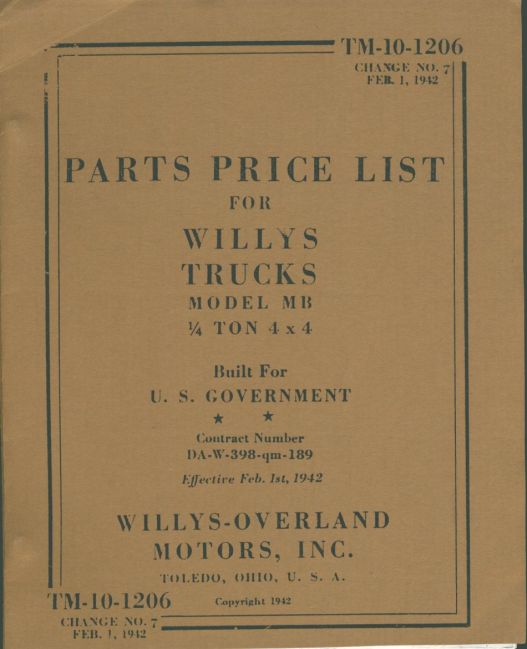 TM-10-1206
CHANGE NO. 7
FEB. 1, 1942
PARTS PRICE LIST
FOR
WILLYS
TRUCKS
MODEL MB
¼ TON 4 x 4
Built For
U. S. GOVERNMENT
★ ★
Contract Number
DA-W-398-qm-189
Effective Feb. 1st, 1942
WILLYS-OVERLAND
MOTORS, INC.
TOLEDO, OHIO, U. S. A.
TM-10-1206
Copyright 1942
CHANGE NO. 7
FEB. 1, 1942